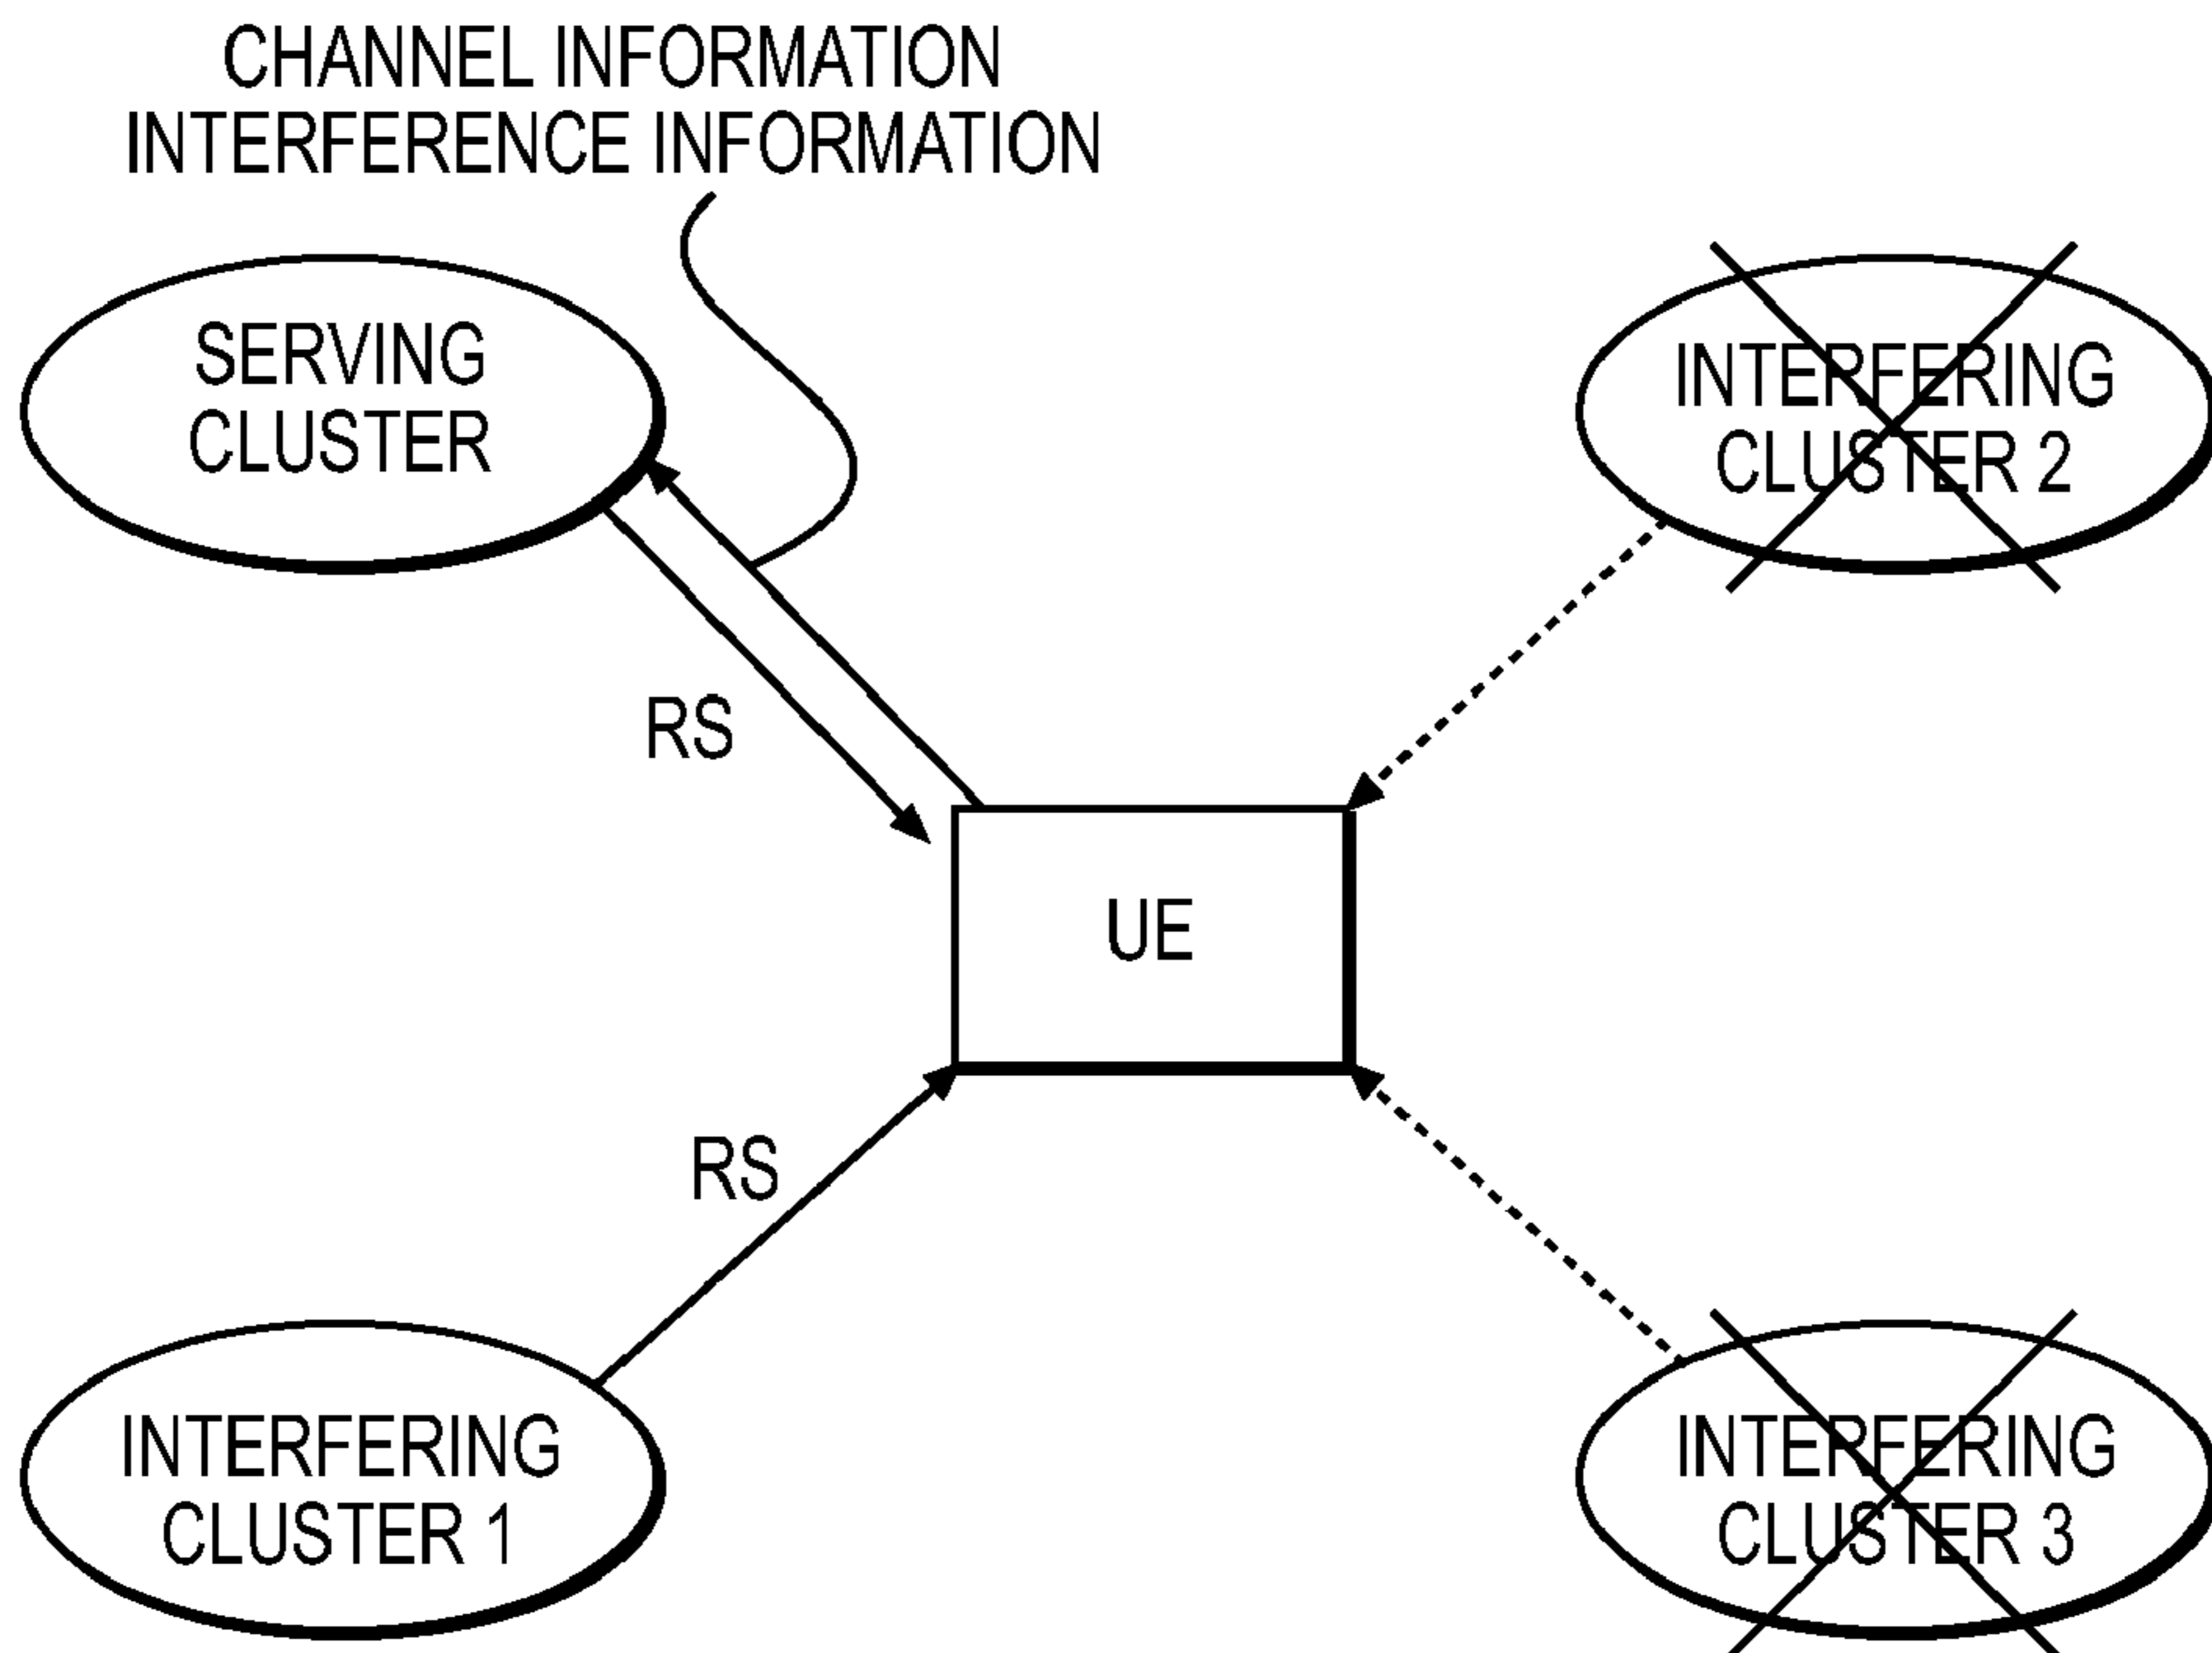 CHANNEL INFORMATION
INTERFERENCE INFORMATION
SERVING
CLUSTER
INTERFERING
CLUSTER 2
RS
UE
RS
INTERFERING
CLUSTER 1
INTERFERING
CLUSTER 3